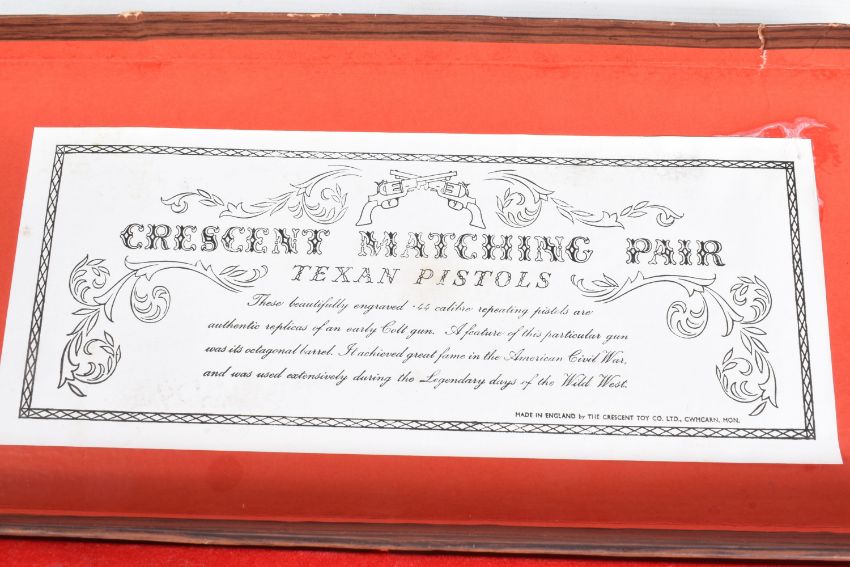 CRESCENT MATCHING PAIR
TEXAN PISTOLS
These beautifully engraved ·44 calibre repeating pistols are
authentic replicas of an early Colt gun. A feature of this particular gun
was its octagonal barrel. It achieved great fame in the American Civil War,
and was used extensively during the Legendary days of the Wild West.
MADE IN ENGLAND by THE CRESCENT TOY CO. LTD., CWMCARN, MON.